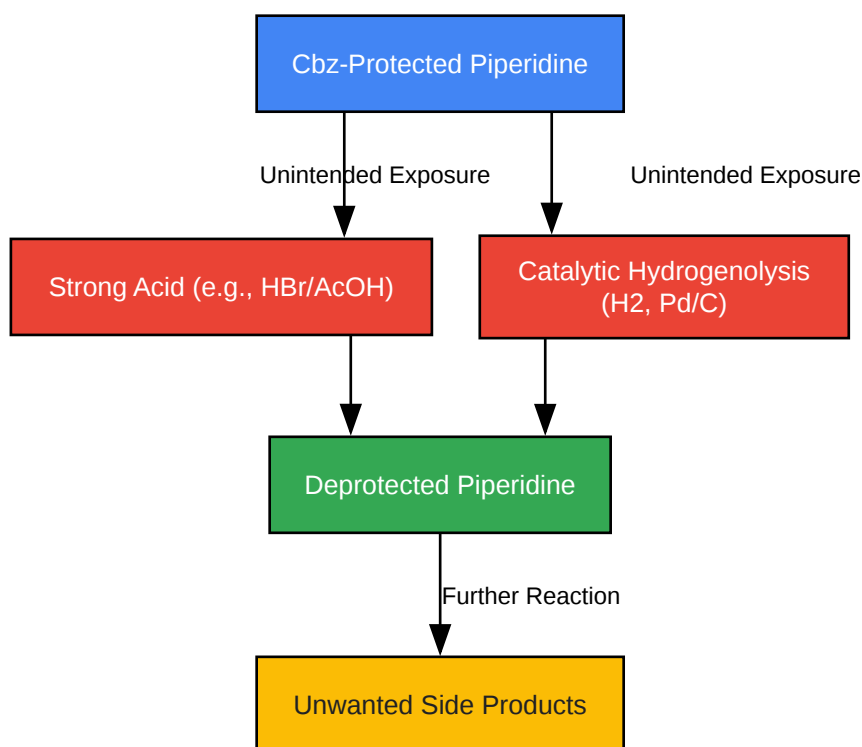 Cbz-Protected Piperidine
Unintended Exposure
Unintended Exposure
Strong Acid (e.g., HBr/AcOH)
Catalytic Hydrogenolysis
(H2, Pd/C)
Deprotected Piperidine
Further Reaction
Unwanted Side Products